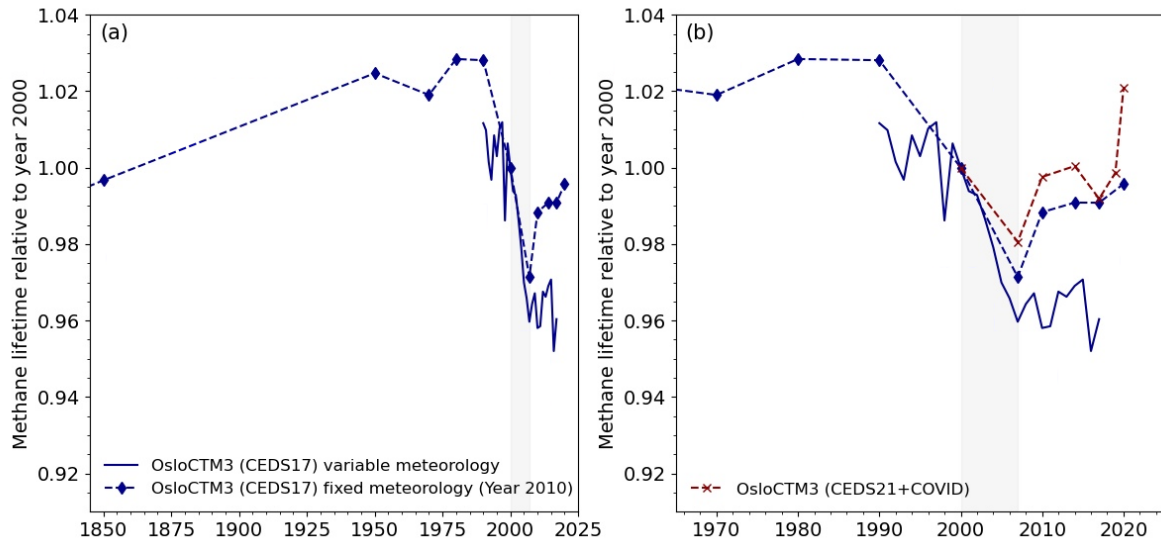 (a)
Methane lifetime relative to year 2000
1.04
1.02
1.00
0.98
0.96
0.94
0.92
OsloCTM3 (CEDS17) variable meteorology
OsloCTM3 (CEDS17) fixed meteorology (Year 2010)
1850 1875 1900 1925 1950 1975 2000 2025
(b)
Methane lifetime relative to year 2000
1.04
1.02
1.00
0.98
0.96
0.94
0.92
OsloCTM3 (CEDS21+COVID)
1970 1980 1990 2000 2010 2020